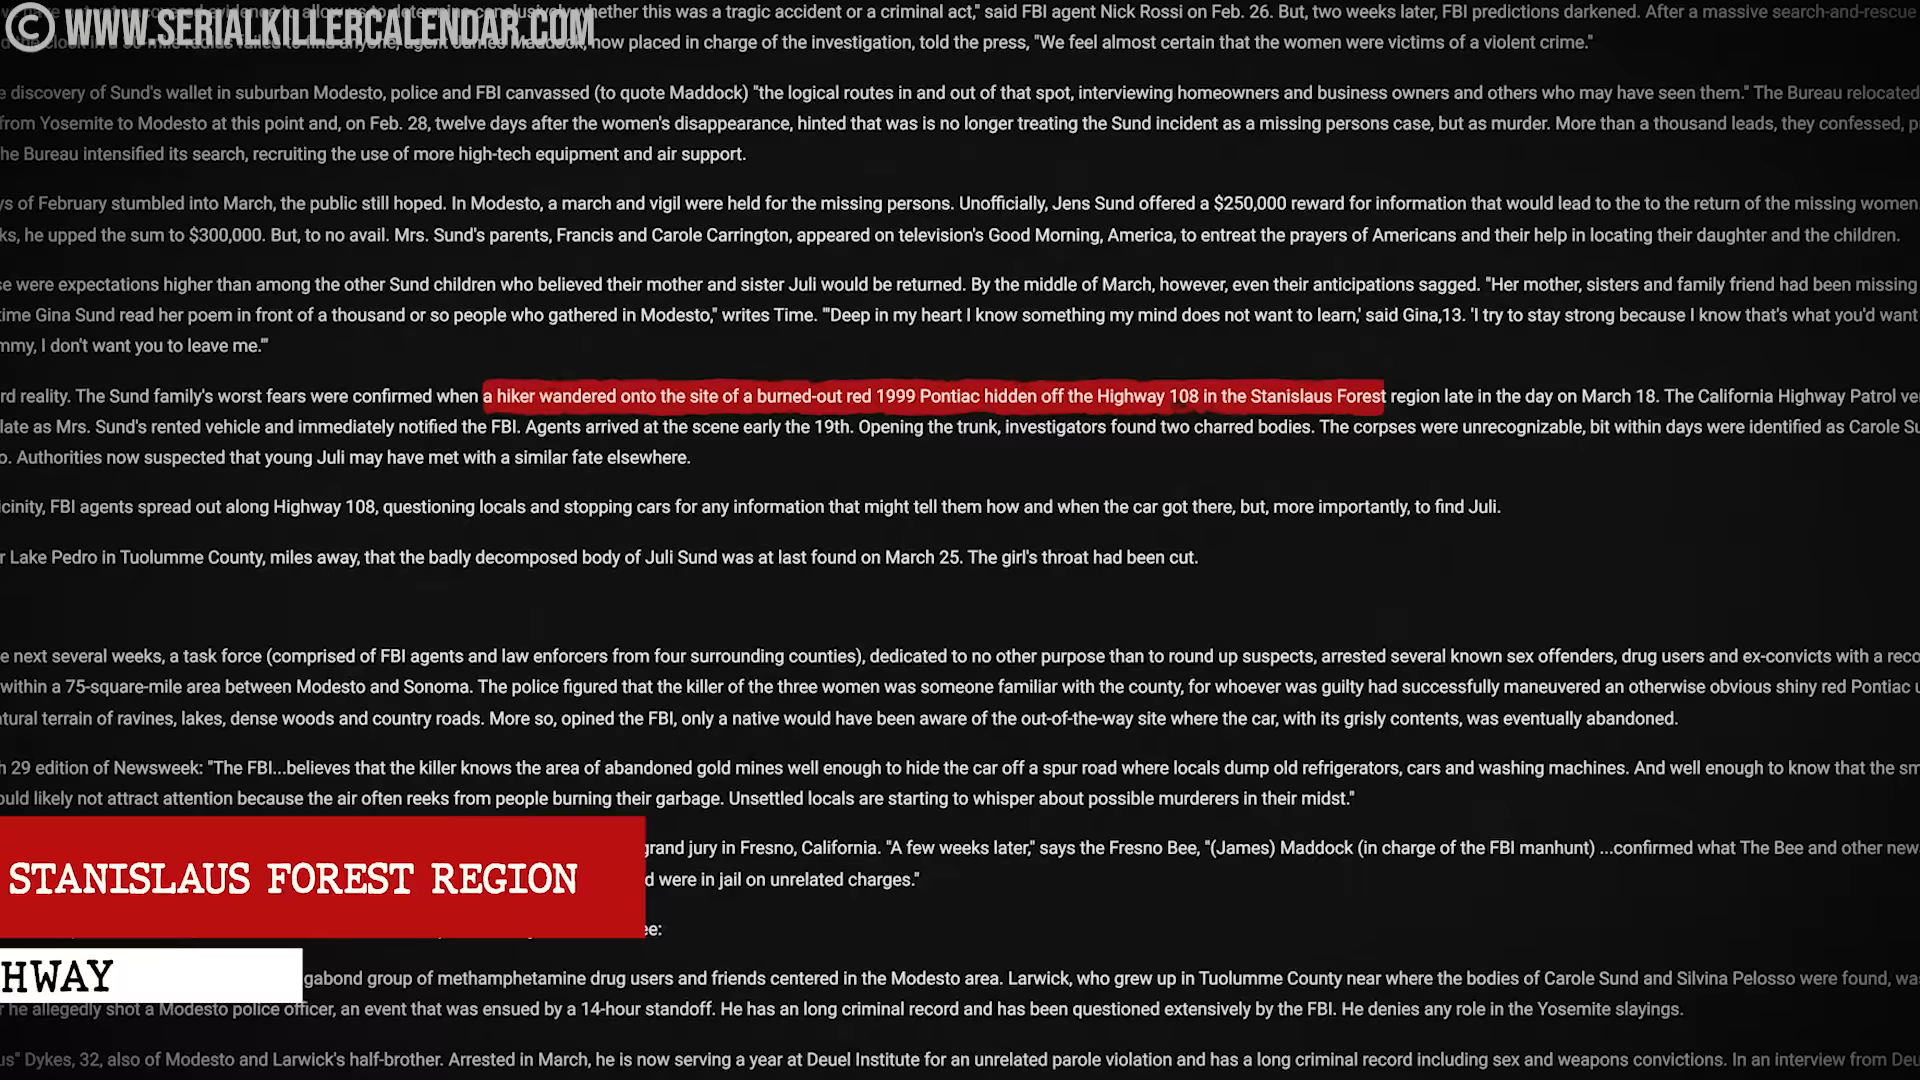 © WWW.SERIALKILLERCALENDAR.COM
whether this was a tragic accident or a criminal act," said FBI agent Nick Rossi on Feb. 26. But, two weeks later, FBI predictions darkened. After a massive search-and-rescue
now placed in charge of the investigation, told the press, "We feel almost certain that the women were victims of a violent crime."
e discovery of Sund's wallet in suburban Modesto, police and FBI canvassed (to quote Maddock) "the logical routes in and out of that spot, interviewing homeowners and business owners and others who may have seen them." The Bureau relocated
from Yosemite to Modesto at this point and, on Feb. 28, twelve days after the women's disappearance, hinted that was is no longer treating the Sund incident as a missing persons case, but as murder. More than a thousand leads, they confessed, p
he Bureau intensified its search, recruiting the use of more high-tech equipment and air support.
ys of February stumbled into March, the public still hoped. In Modesto, a march and vigil were held for the missing persons. Unofficially, Jens Sund offered a $250,000 reward for information that would lead to the to the return of the missing women.
ks, he upped the sum to $300,000. But, to no avail. Mrs. Sund's parents, Francis and Carole Carrington, appeared on television's Good Morning, America, to entreat the prayers of Americans and their help in locating their daughter and the children.
se were expectations higher than among the other Sund children who believed their mother and sister Juli would be returned. By the middle of March, however, even their anticipations sagged. "Her mother, sisters and family friend had been missing
time Gina Sund read her poem in front of a thousand or so people who gathered in Modesto," writes Time. "'Deep in my heart I know something my mind does not want to learn,' said Gina,13. 'I try to stay strong because I know that's what you'd want
mmy, I don't want you to leave me.'"
rd reality. The Sund family's worst fears were confirmed when a hiker wandered onto the site of a burned-out red 1999 Pontiac hidden off the Highway 108 in the Stanislaus Forest region late in the day on March 18. The California Highway Patrol ve
late as Mrs. Sund's rented vehicle and immediately notified the FBI. Agents arrived at the scene early the 19th. Opening the trunk, investigators found two charred bodies. The corpses were unrecognizable, bit within days were identified as Carole Su
o. Authorities now suspected that young Juli may have met with a similar fate elsewhere.
icinity, FBI agents spread out along Highway 108, questioning locals and stopping cars for any information that might tell them how and when the car got there, but, more importantly, to find Juli.
r Lake Pedro in Tuolumme County, miles away, that the badly decomposed body of Juli Sund was at last found on March 25. The girl's throat had been cut.
e next several weeks, a task force (comprised of FBI agents and law enforcers from four surrounding counties), dedicated to no other purpose than to round up suspects, arrested several known sex offenders, drug users and ex-convicts with a reco
within a 75-square-mile area between Modesto and Sonoma. The police figured that the killer of the three women was someone familiar with the county, for whoever was guilty had successfully maneuvered an otherwise obvious shiny red Pontiac u
atural terrain of ravines, lakes, dense woods and country roads. More so, opined the FBI, only a native would have been aware of the out-of-the-way site where the car, with its grisly contents, was eventually abandoned.
h 29 edition of Newsweek: "The FBI...believes that the killer knows the area of abandoned gold mines well enough to hide the car off a spur road where locals dump old refrigerators, cars and washing machines. And well enough to know that the sm
ould likely not attract attention because the air often reeks from people burning their garbage. Unsettled locals are starting to whisper about possible murderers in their midst."
grand jury in Fresno, California. "A few weeks later," says the Fresno Bee, "(James) Maddock (in charge of the FBI manhunt) ...confirmed what The Bee and other new
STANISLAUS FOREST REGION
d were in jail on unrelated charges."
ee:
HWAY
gabond group of methamphetamine drug users and friends centered in the Modesto area. Larwick, who grew up in Tuolumme County near where the bodies of Carole Sund and Silvina Pelosso were found, wa
r he allegedly shot a Modesto police officer, an event that was ensued by a 14-hour standoff. He has an long criminal record and has been questioned extensively by the FBI. He denies any role in the Yosemite slayings.
us" Dykes, 32, also of Modesto and Larwick's half-brother. Arrested in March, he is now serving a year at Deuel Institute for an unrelated parole violation and has a long criminal record including sex and weapons convictions. In an interview from Deu